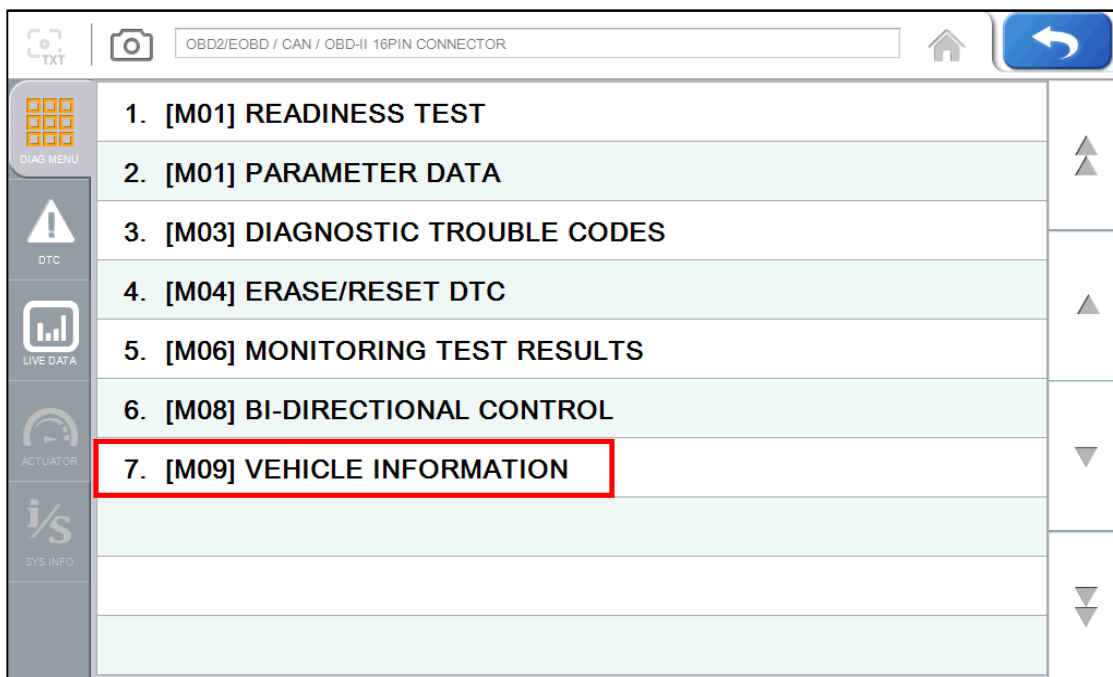 TXT
OBD2/EOBD / CAN / OBD-II 16PIN CONNECTOR
DIAG MENU
DTC
LIVE DATA
ACTUATOR
i/s
SYS.INFO
1. [M01] READINESS TEST
2. [M01] PARAMETER DATA
3. [M03] DIAGNOSTIC TROUBLE CODES
4. [M04] ERASE/RESET DTC
5. [M06] MONITORING TEST RESULTS
6. [M08] BI-DIRECTIONAL CONTROL
7. [M09] VEHICLE INFORMATION